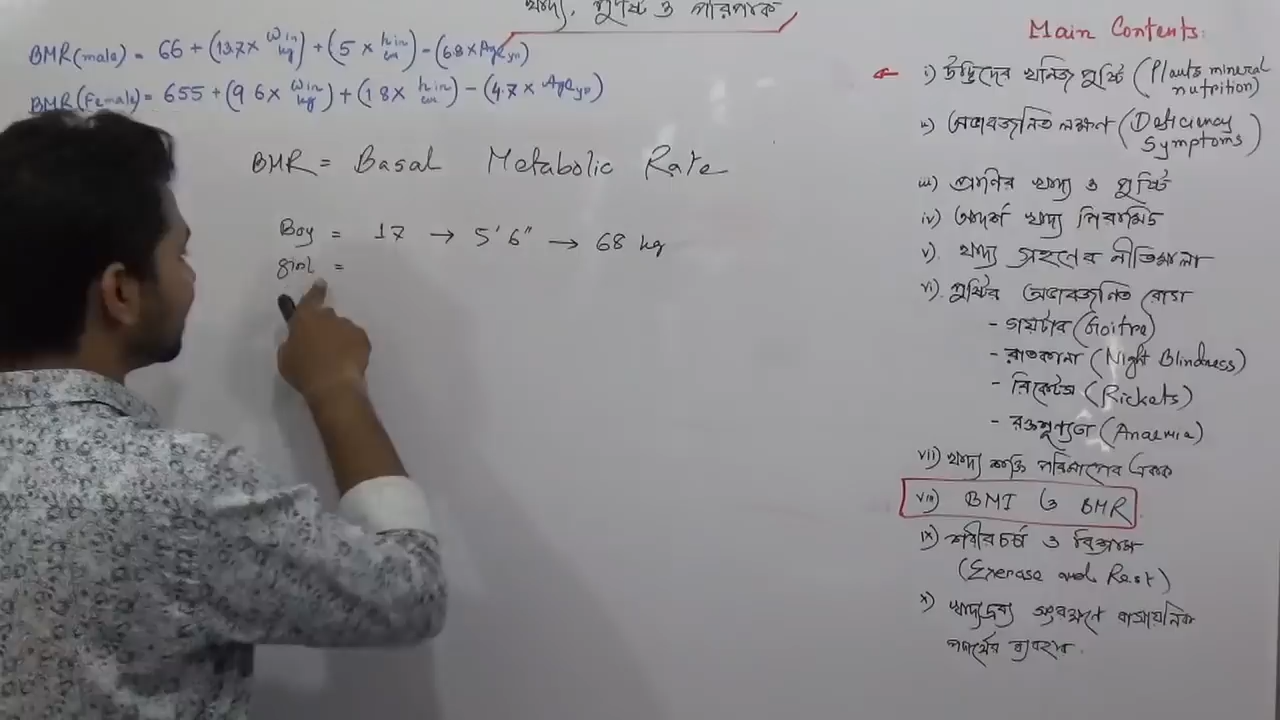 খাদ্য, পুষ্টি ও পরিপাক
BMR(male) = 66 + (13.7 × W in kg) + (5 × h in cm) - (6.8 × Age yr)
BMR(Female) = 655 + (9.6 × W in kg) + (1.8 × h in cm) - (4.7 × Age yr)
BMR = Basal Metabolic Rate
Boy = 17 → 5' 6" → 68 kg
girl =
Main Contents:
i) উদ্ভিদের খনিজ পুষ্টি (Plants mineral nutrition)
ii) অভাবজনিত লক্ষণ (Deficiency Symptoms)
iii) প্রাণির খাদ্য ও পুষ্টি
iv) আদর্শ খাদ্য পিরামিড
v) খাদ্য গ্রহণের নীতিমালা
vi) পুষ্টির অভাবজনিত রোগ
- গয়টার (Goitre)
- রাতকানা (Night Blindness)
- রিকেটস (Rickets)
- রক্তশূন্যতা (Anaemia)
vii) খাদ্য শক্তি পরিমাপের একক
viii) BMI ও BMR
ix) শরীরচর্চা ও বিশ্রাম
(Exercise and Rest)
x) খাদ্যদ্রব্য সংরক্ষণে রাসায়নিক
পদার্থের ব্যবহার.